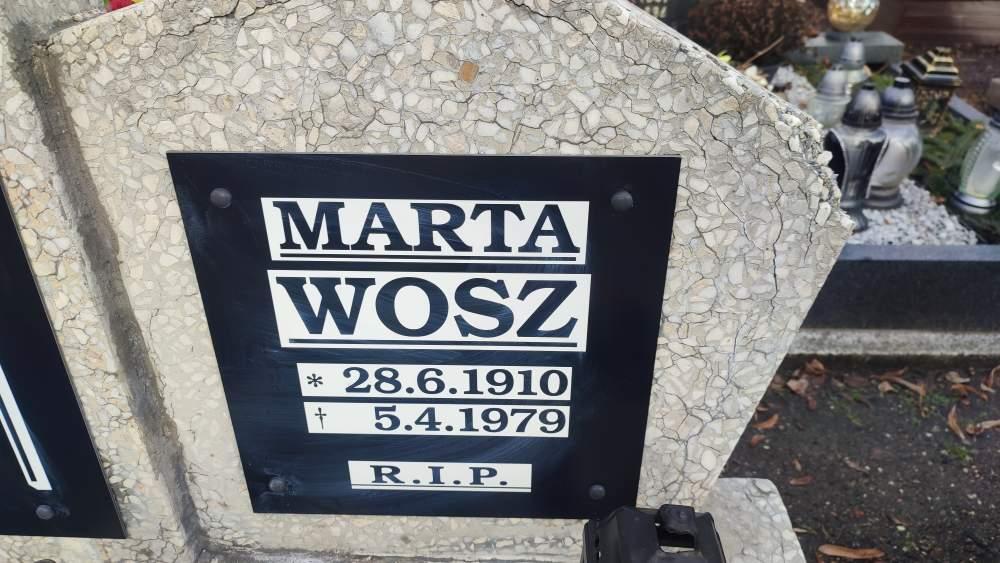 MARTA
WOSZ
* 28.6.1910
† 5.4.1979
R.I.P.